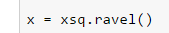 x = xsq.ravel()